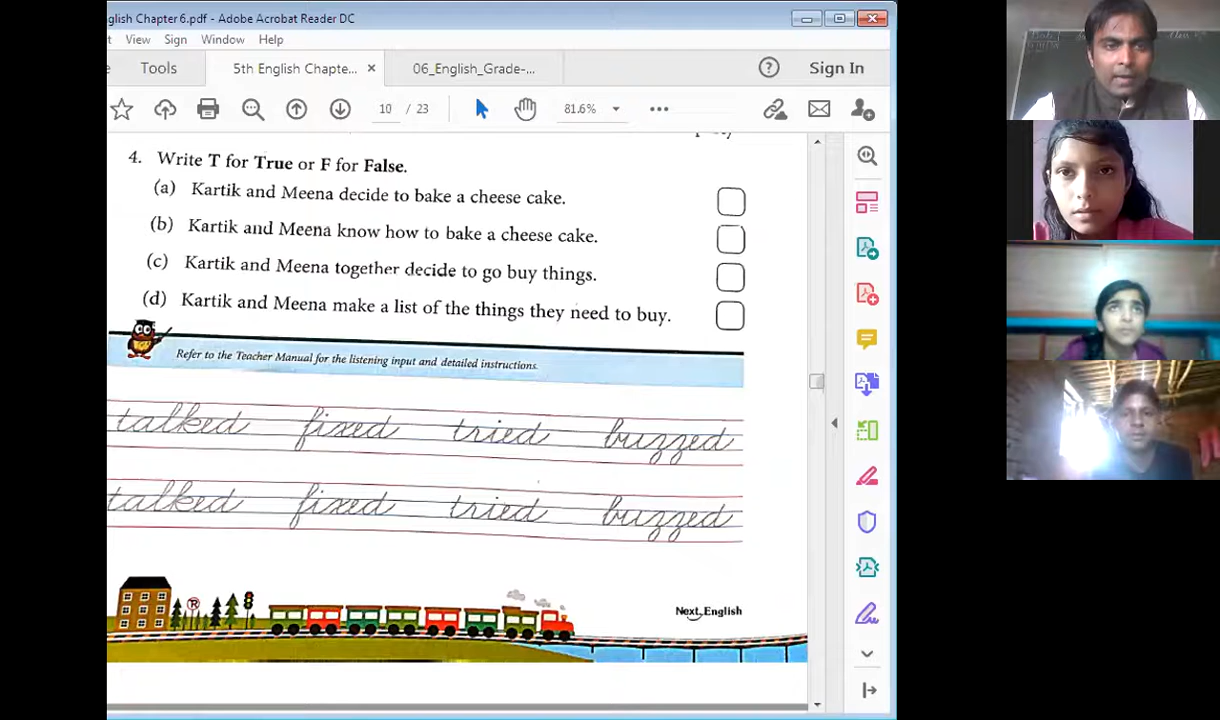 glish Chapter 6.pdf - Adobe Acrobat Reader DC
View Sign Window Help
Tools 5th English Chapte... × 06_English_Grade-... ? Sign In
10 / 23 81.6%
4. Write T for True or F for False.
(a) Kartik and Meena decide to bake a cheese cake.
(b) Kartik and Meena know how to bake a cheese cake.
(c) Kartik and Meena together decide to go buy things.
(d) Kartik and Meena make a list of the things they need to buy.
Refer to the Teacher Manual for the listening input and detailed instructions.
talked fixed tried buzzed
talked fixed tried buzzed
Next English